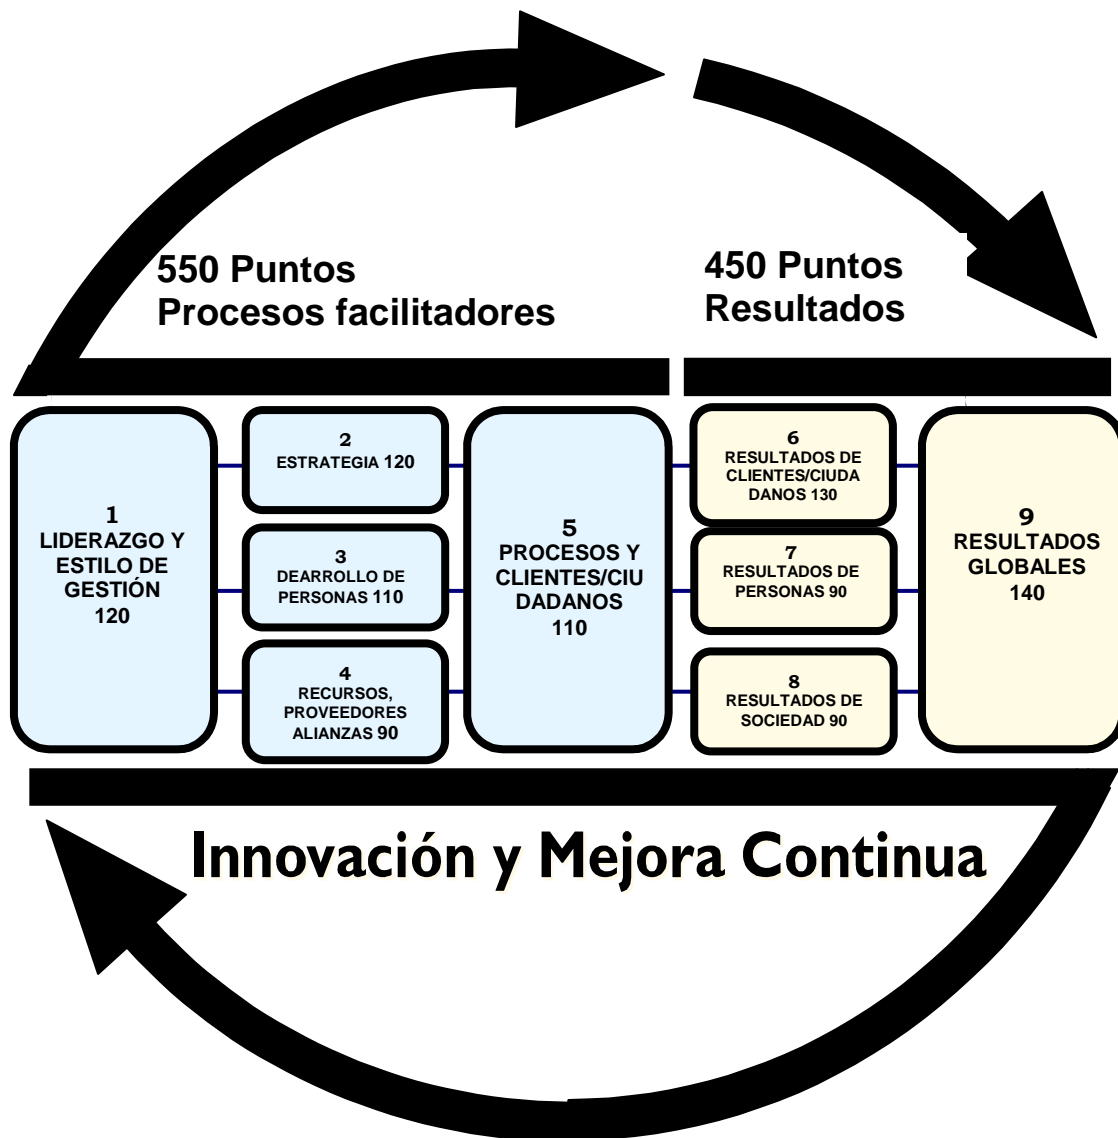 550 Puntos
Procesos facilitadores
450 Puntos
Resultados
1
LIDERAZGO Y
ESTILO DE
GESTIÓN
120
2
ESTRATEGIA 120
3
DEARROLLO DE
PERSONAS 110
4
RECURSOS,
PROVEEDORES
ALIANZAS 90
5
PROCESOS Y
CLIENTES/CIU
DADANOS
110
6
RESULTADOS DE
CLIENTES/CIUDA
DANOS 130
7
RESULTADOS DE
PERSONAS 90
8
RESULTADOS DE
SOCIEDAD 90
9
RESULTADOS
GLOBALES
140
Innovación y Mejora Continua